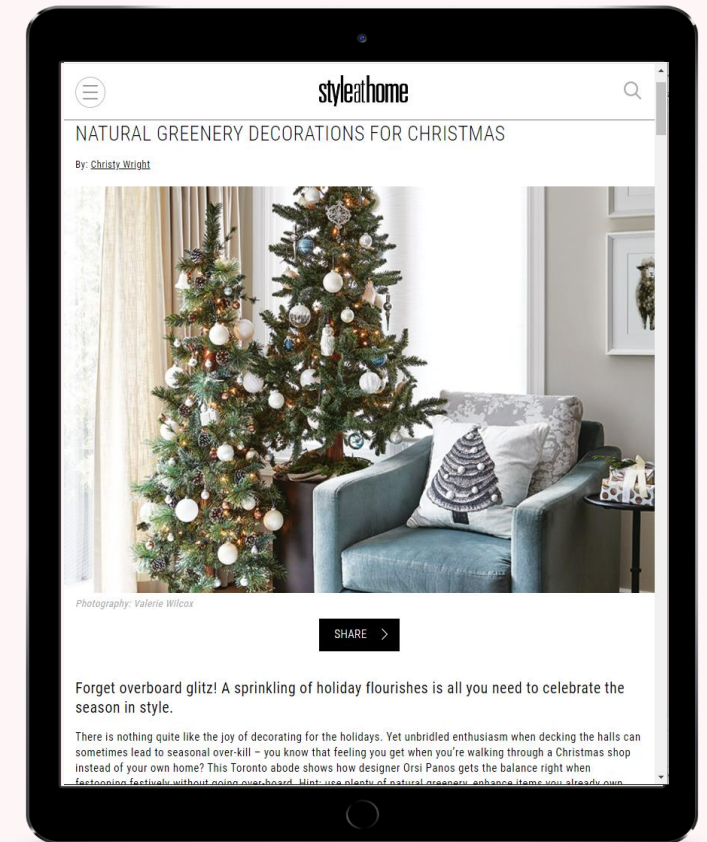 styleathome
NATURAL GREENERY DECORATIONS FOR CHRISTMAS
By: Christy Wright
Photography: Valerie Wilcox
SHARE
Forget overboard glitz! A sprinkling of holiday flourishes is all you need to celebrate the
season in style.
There is nothing quite like the joy of decorating for the holidays. Yet unbridled enthusiasm when decking the halls can
sometimes lead to seasonal over-kill – you know that feeling you get when you're walking through a Christmas shop
instead of your own home? This Toronto abode shows how designer Orsi Panos gets the balance right when
festooning festively without going over-board. Hint: use plenty of natural greenery, enhance items you already own